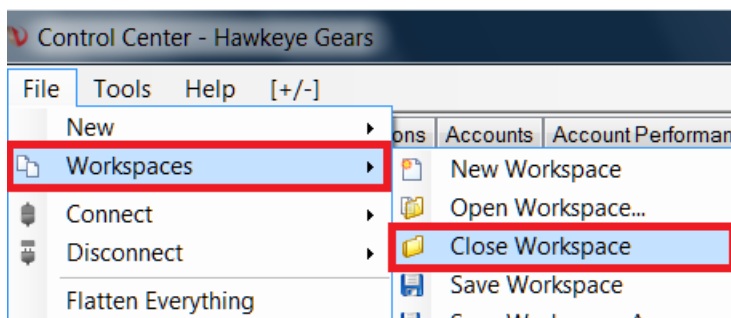 Control Center - Hawkeye Gears
File Tools Help [+/-]
New
ons Accounts Account Performan
Workspaces
New Workspace
Connect
Open Workspace...
Disconnect
Close Workspace
Flatten Everything
Save Workspace